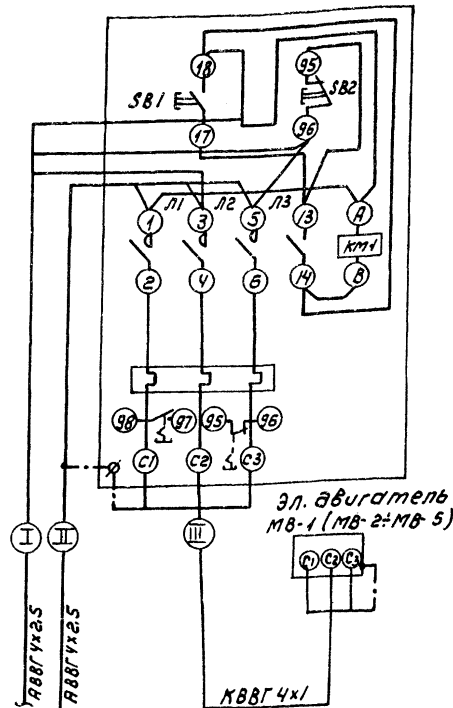 18
95
SB1
SB2
17
96
1
Л1
3
Л2
5
Л3
13
А
КМ1
2
4
6
14
В
98
97
95
96
С1
С2
С3
Эл. двигатель
МВ-1 (МВ-2÷МВ-5)
I
II
III
С1
С2
С3
АВВГ 4х2.5
АВВГ 4х2.5
КВВГ 4х1